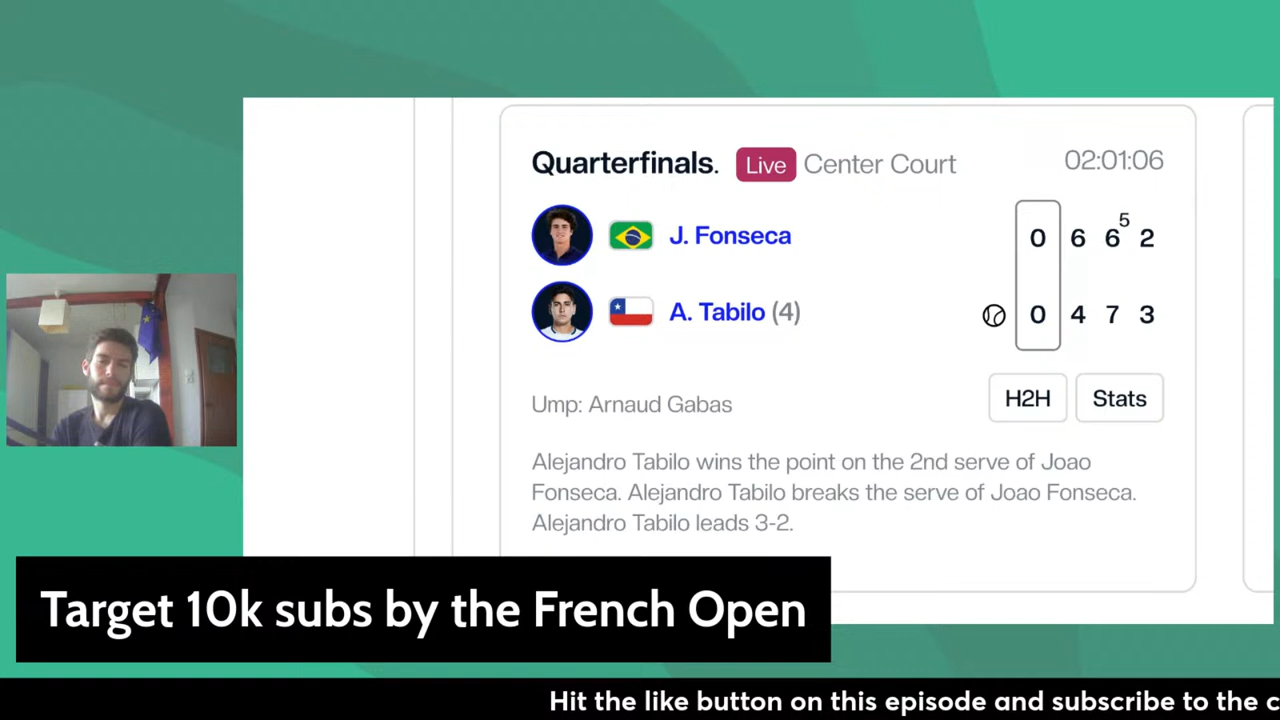 Quarterfinals. Live Center Court 02:01:06
J. Fonseca 0 6 6 5 2
A. Tabilo (4) 0 4 7 3
H2H Stats
Ump: Arnaud Gabas
Alejandro Tabilo wins the point on the 2nd serve of Joao
Fonseca. Alejandro Tabilo breaks the serve of Joao Fonseca.
Alejandro Tabilo leads 3-2.
Target 10k subs by the French Open
Hit the like button on this episode and subscribe to the c